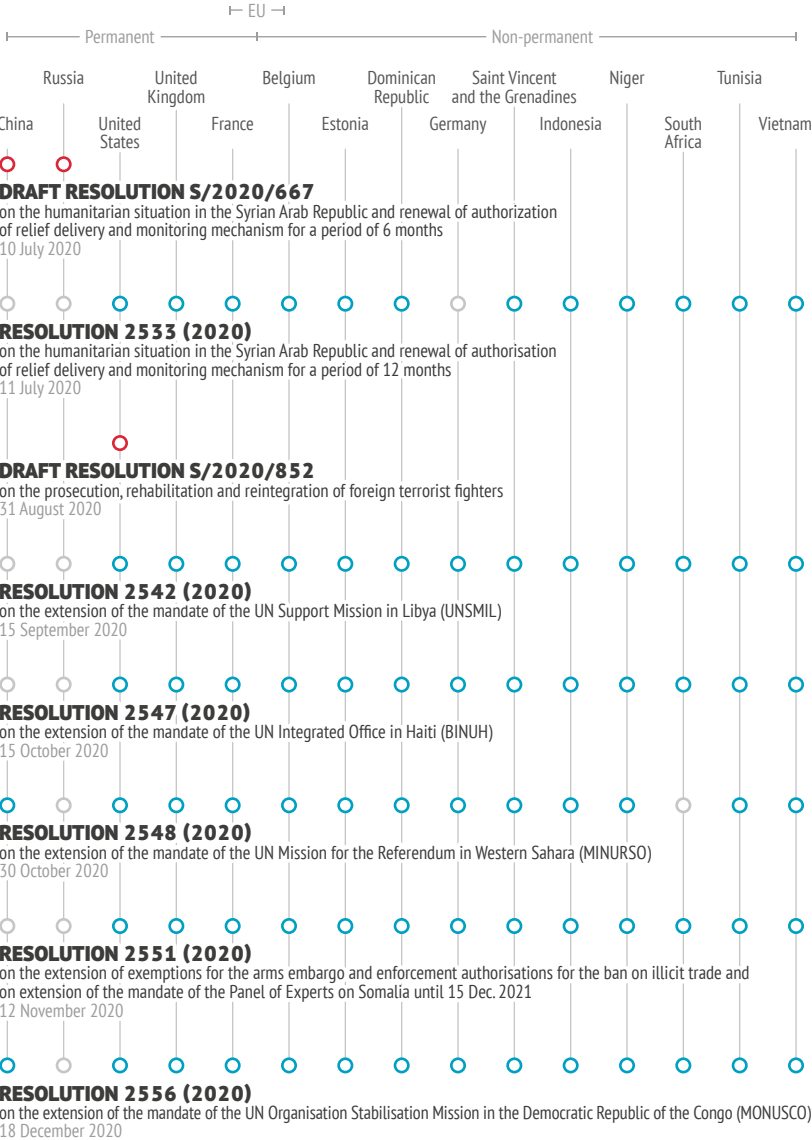 EU
Permanent Non-permanent
Russia United Kingdom Belgium Dominican Republic Saint Vincent and the Grenadines Niger Tunisia
China United States France Estonia Germany Indonesia South Africa Vietnam
DRAFT RESOLUTION S/2020/667
on the humanitarian situation in the Syrian Arab Republic and renewal of authorization
of relief delivery and monitoring mechanism for a period of 6 months
10 July 2020
RESOLUTION 2533 (2020)
on the humanitarian situation in the Syrian Arab Republic and renewal of authorisation
of relief delivery and monitoring mechanism for a period of 12 months
11 July 2020
DRAFT RESOLUTION S/2020/852
on the prosecution, rehabilitation and reintegration of foreign terrorist fighters
31 August 2020
RESOLUTION 2542 (2020)
on the extension of the mandate of the UN Support Mission in Libya (UNSMIL)
15 September 2020
RESOLUTION 2547 (2020)
on the extension of the mandate of the UN Integrated Office in Haiti (BINUH)
15 October 2020
RESOLUTION 2548 (2020)
on the extension of the mandate of the UN Mission for the Referendum in Western Sahara (MINURSO)
30 October 2020
RESOLUTION 2551 (2020)
on the extension of exemptions for the arms embargo and enforcement authorisations for the ban on illicit trade and
on extension of the mandate of the Panel of Experts on Somalia until 15 Dec. 2021
12 November 2020
RESOLUTION 2556 (2020)
on the extension of the mandate of the UN Organisation Stabilisation Mission in the Democratic Republic of the Congo (MONUSCO)
18 December 2020